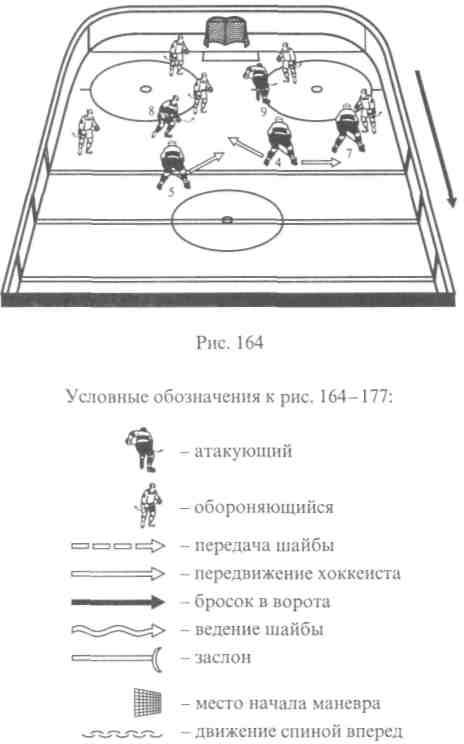 8
9
5
4
7
Рис. 164
Условные обозначения к рис. 164–177:
– атакующий
– обороняющийся
– передача шайбы
– передвижение хоккеиста
– бросок в ворота
– ведение шайбы
– заслон
– место начала маневра
– движение спиной вперед